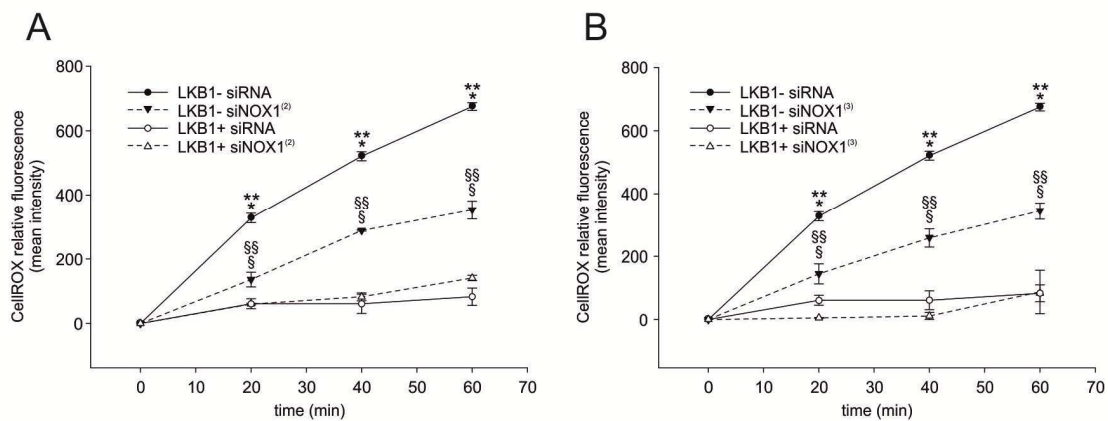 A
CellROX relative fluorescence
(mean intensity)
800
600
400
200
0
LKB1- siRNA
LKB1- siNOX1(2)
LKB1+ siRNA
LKB1+ siNOX1(2)
**
*
**
*
**
*
§§
§
§§
§
§§
§
0 10 20 30 40 50 60 70
time (min)
B
CellROX relative fluorescence
(mean intensity)
800
600
400
200
0
LKB1- siRNA
LKB1- siNOX1(3)
LKB1+ siRNA
LKB1+ siNOX1(3)
**
*
**
*
**
*
§§
§
§§
§
§§
§
0 10 20 30 40 50 60 70
time (min)